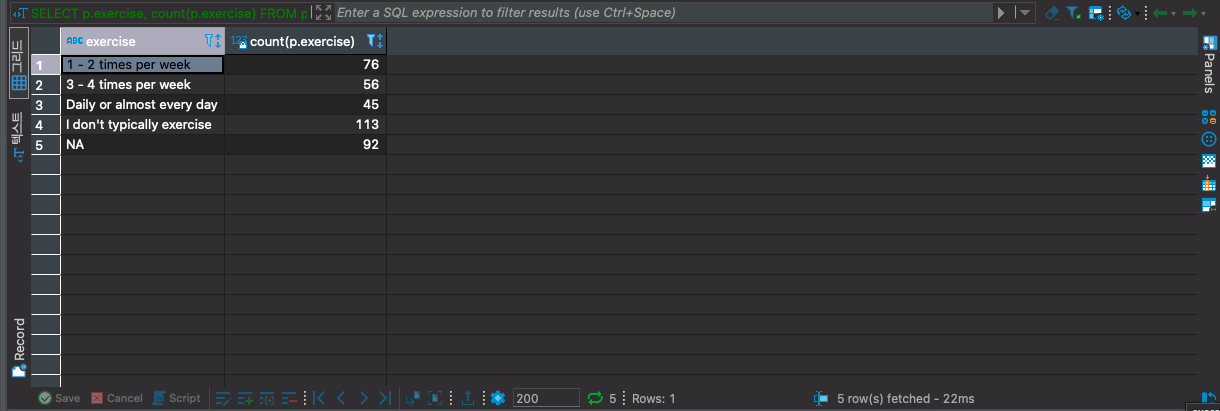 SELECT p.exercise, count(p.exercise) FROM p
Enter a SQL expression to filter results (use Ctrl+Space)
그리드
텍스트
Record
ABC exercise
123 count(p.exercise)
1 1 - 2 times per week 76
2 3 - 4 times per week 56
3 Daily or almost every day 45
4 I don't typically exercise 113
5 NA 92
Panels
Save Cancel Script 200 5 Rows: 1 5 row(s) fetched - 22ms